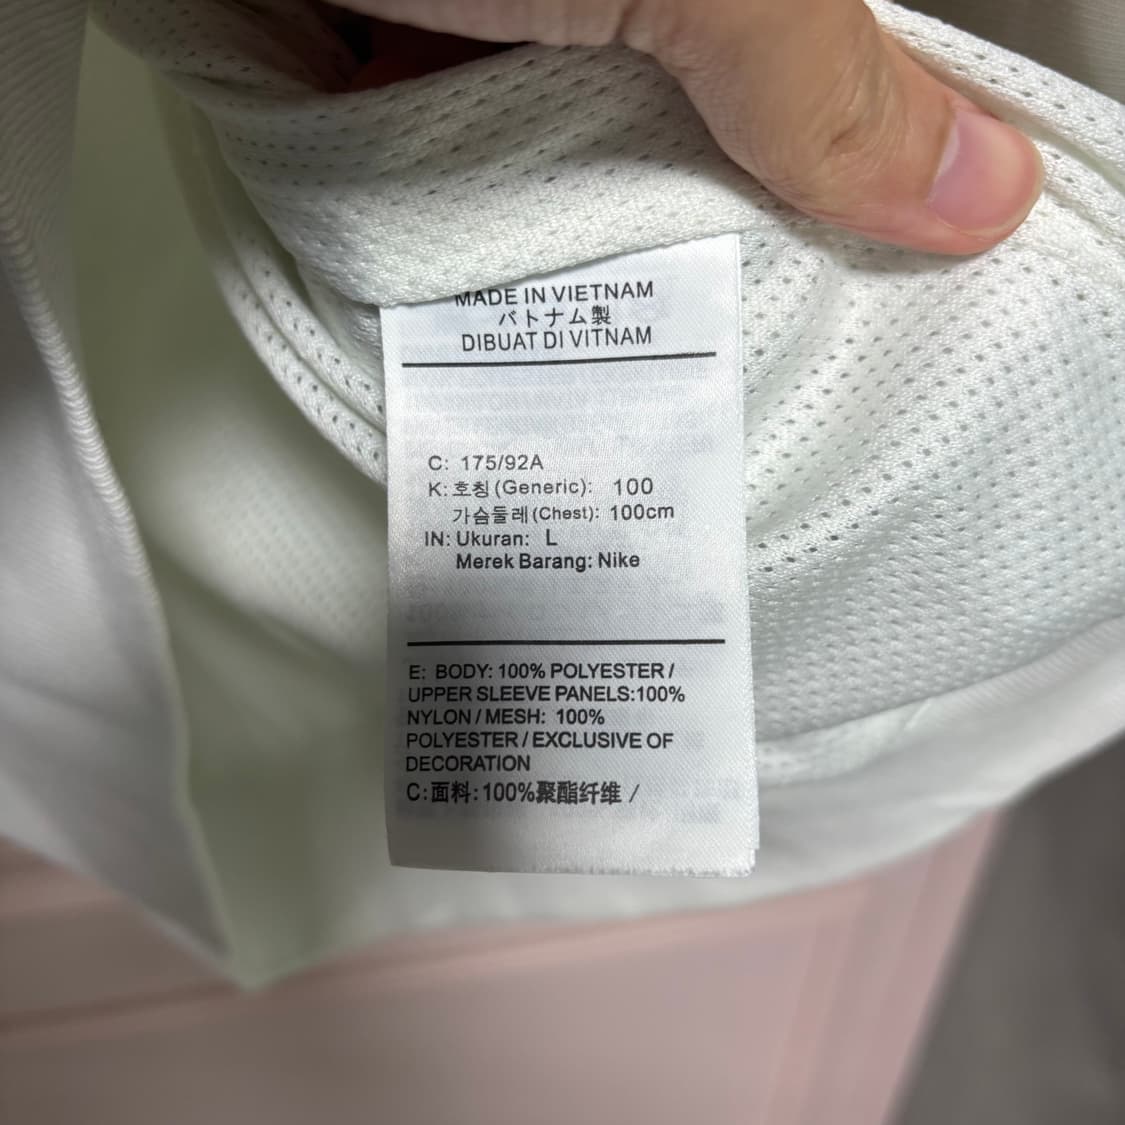 MADE IN VIETNAM
バトナム製
DIBUAT DI VITNAM
C: 175/92A
K: 호칭 (Generic): 100
가슴둘레 (Chest): 100cm
IN: Ukuran: L
Merek Barang: Nike
E: BODY: 100% POLYESTER /
UPPER SLEEVE PANELS:100%
NYLON / MESH: 100%
POLYESTER / EXCLUSIVE OF
DECORATION
C:面料:100%聚酯纤维 /